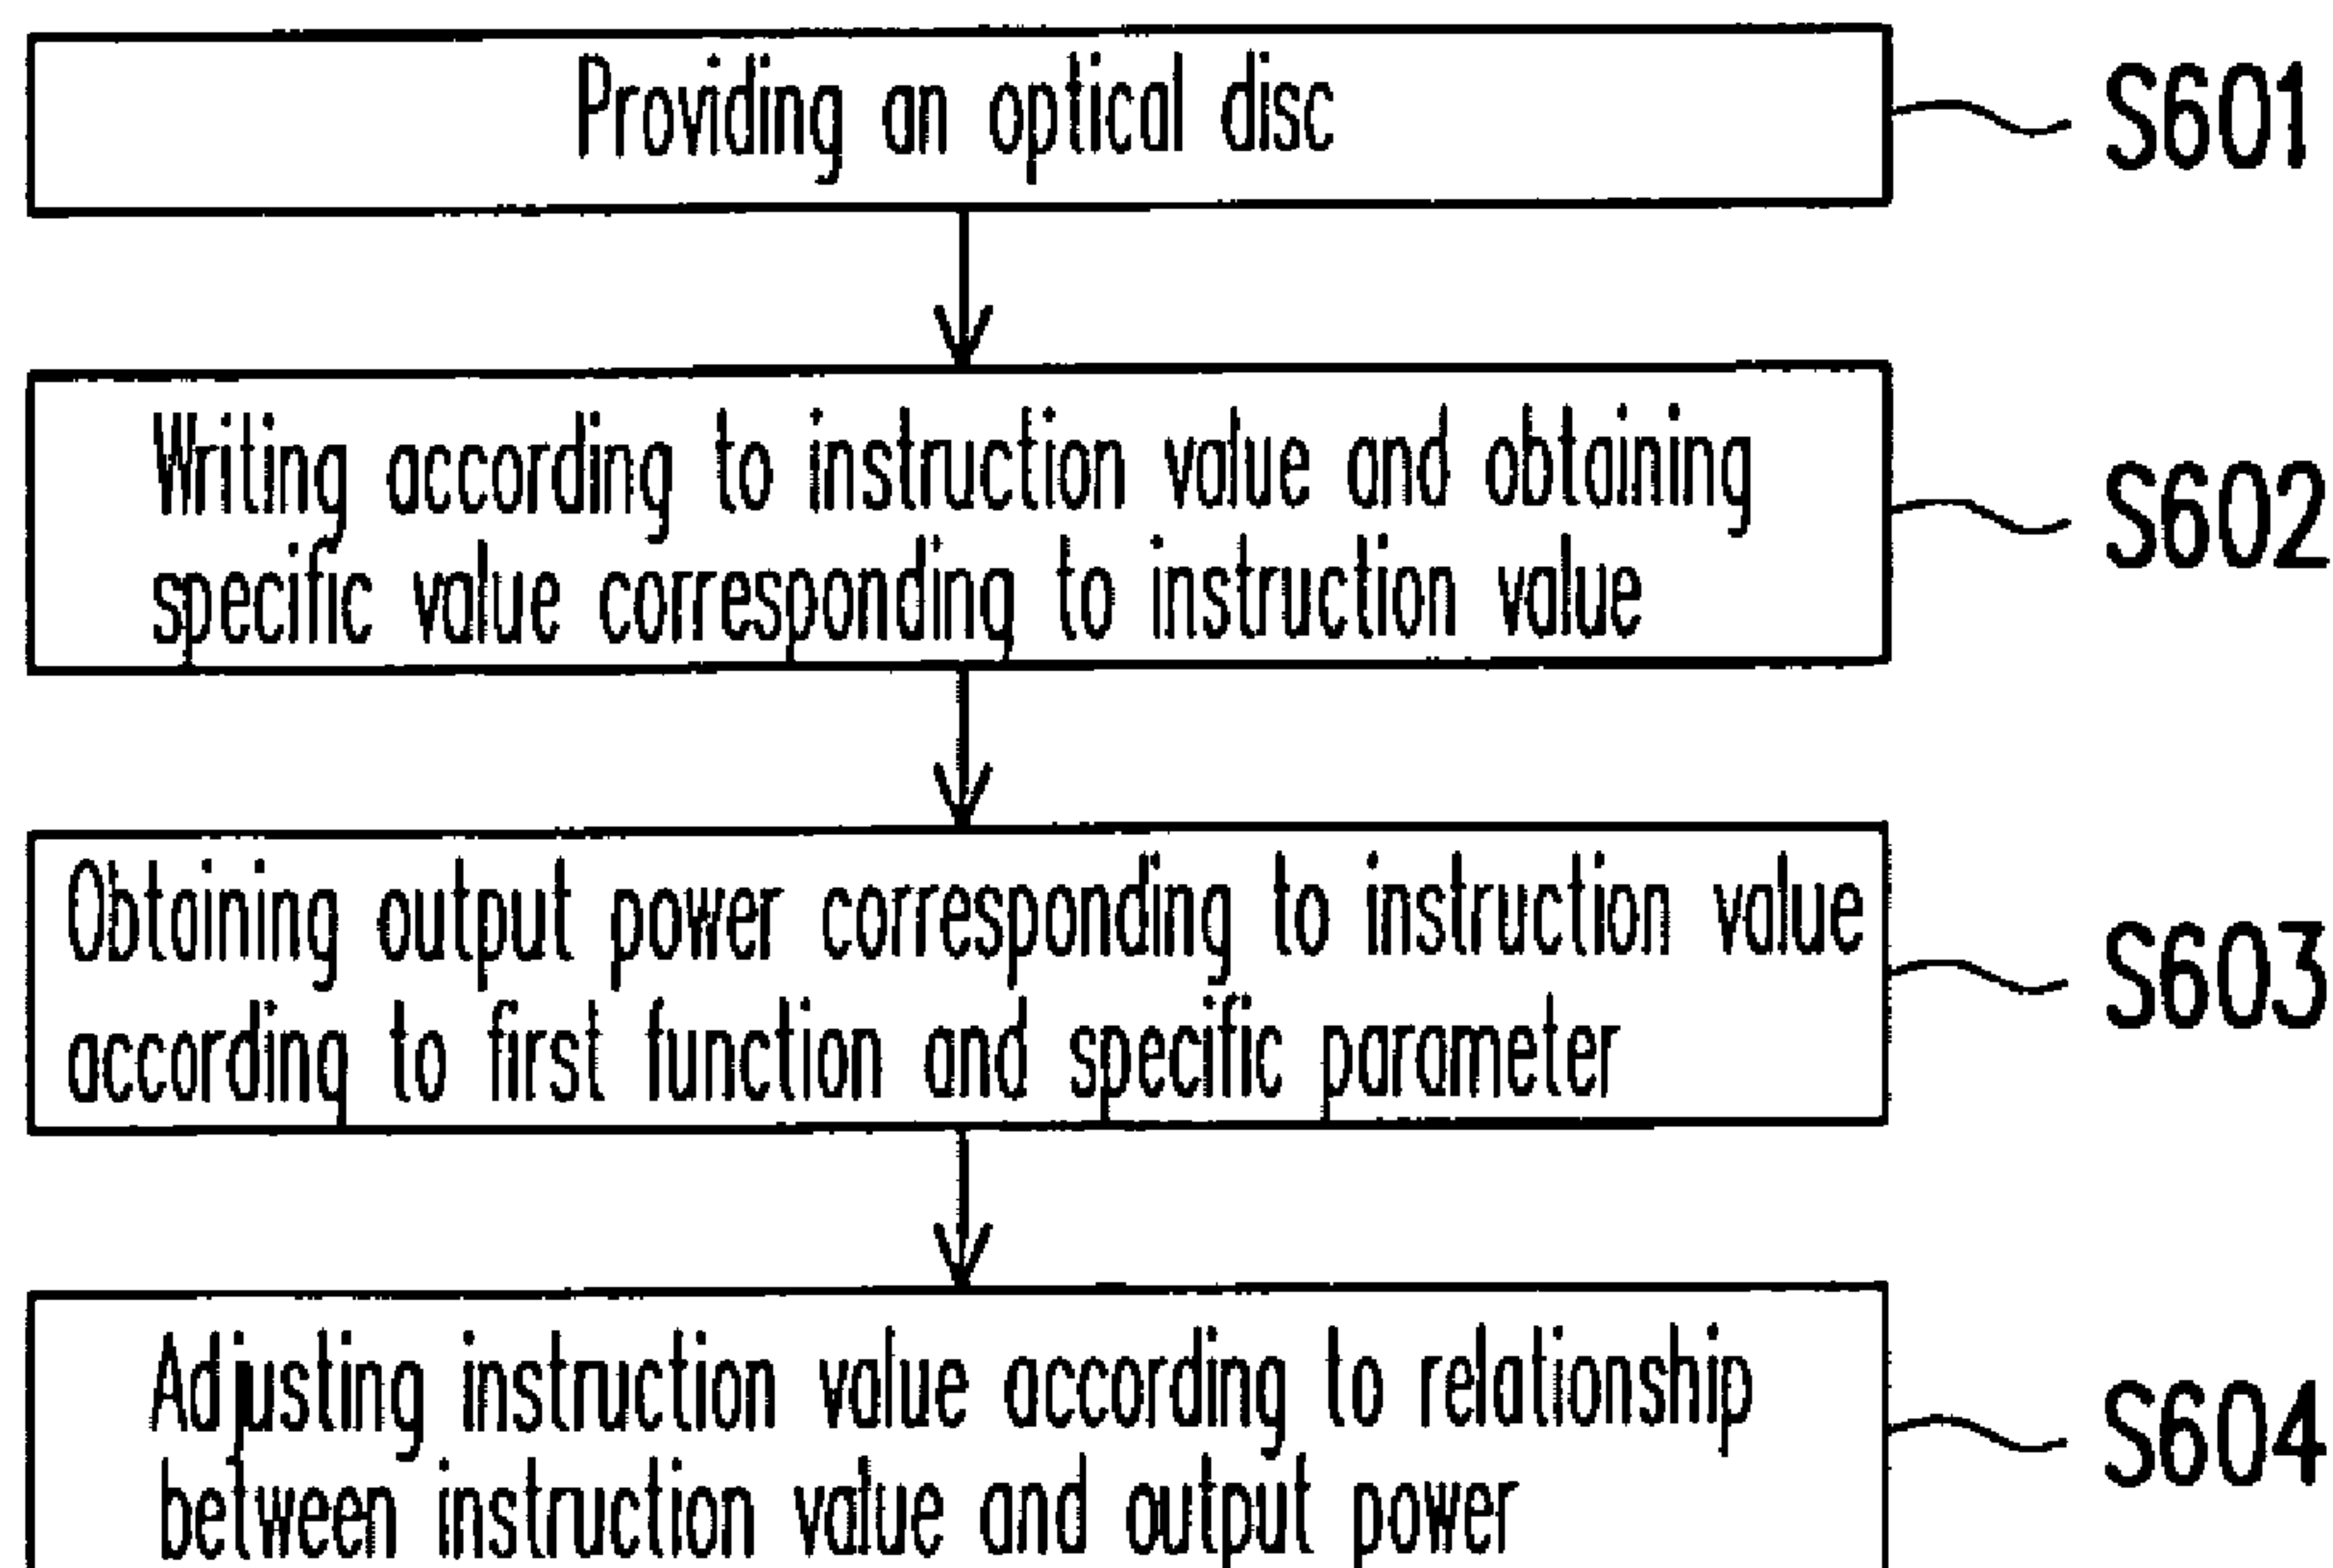 Providing an optical disc
S601
Writing according to instruction value and obtaining
specific value corresponding to instruction value
S602
Obtaining output power corresponding to instruction value
according to first function and specific parameter
S603
Adjusting instruction value according to relationship
between instruction value and output power
S604